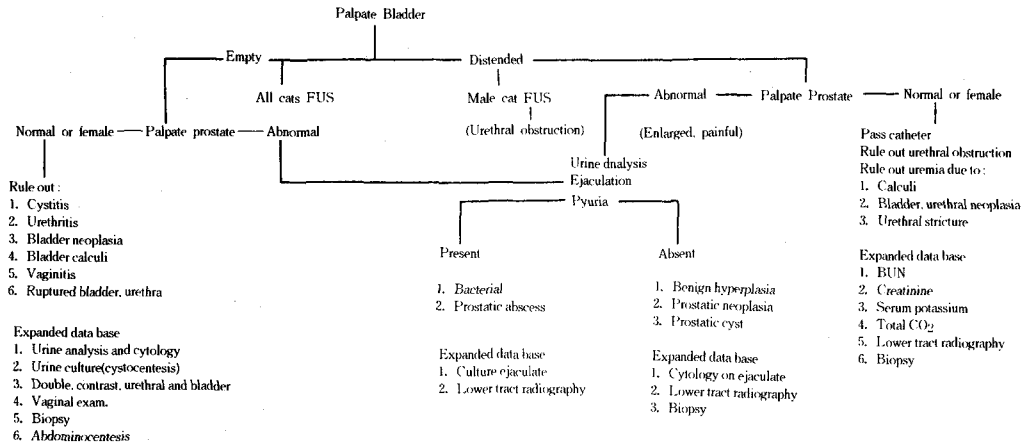 Palpate Bladder
Empty
Distended
All cats FUS
Male cat FUS
(Urethral obstruction)
Abnormal
Palpate Prostate
Normal or female
(Enlarged, painful)
Normal or female
Palpate prostate
Abnormal
Pass catheter
Rule out urethral obstruction
Rule out uremia due to :
1. Calculi
2. Bladder, urethral neoplasia
3. Urethral stricture
Urine dnalysis
Ejaculation
Pyuria
Rule out :
1. Cystitis
2. Urethritis
3. Bladder neoplasia
4. Bladder calculi
5. Vaginitis
6. Ruptured bladder, urethra
Present
1. Bacterial
2. Prostatic abscess
Absent
1. Benign hyperplasia
2. Prostatic neoplasia
3. Prostatic cyst
Expanded data base
1. BUN
2. Creatinine
3. Serum potassium
4. Total CO2
5. Lower tract radiography
6. Biopsy
Expanded data base
1. Urine analysis and cytology
2. Urine culture(cystocentesis)
3. Double, contrast, urethral and bladder
4. Vaginal exam.
5. Biopsy
6. Abdominocentesis
Expanded data base
1. Culture ejaculate
2. Lower tract radiography
Expanded data base
1. Cytology on ejaculate
2. Lower tract radiography
3. Biopsy